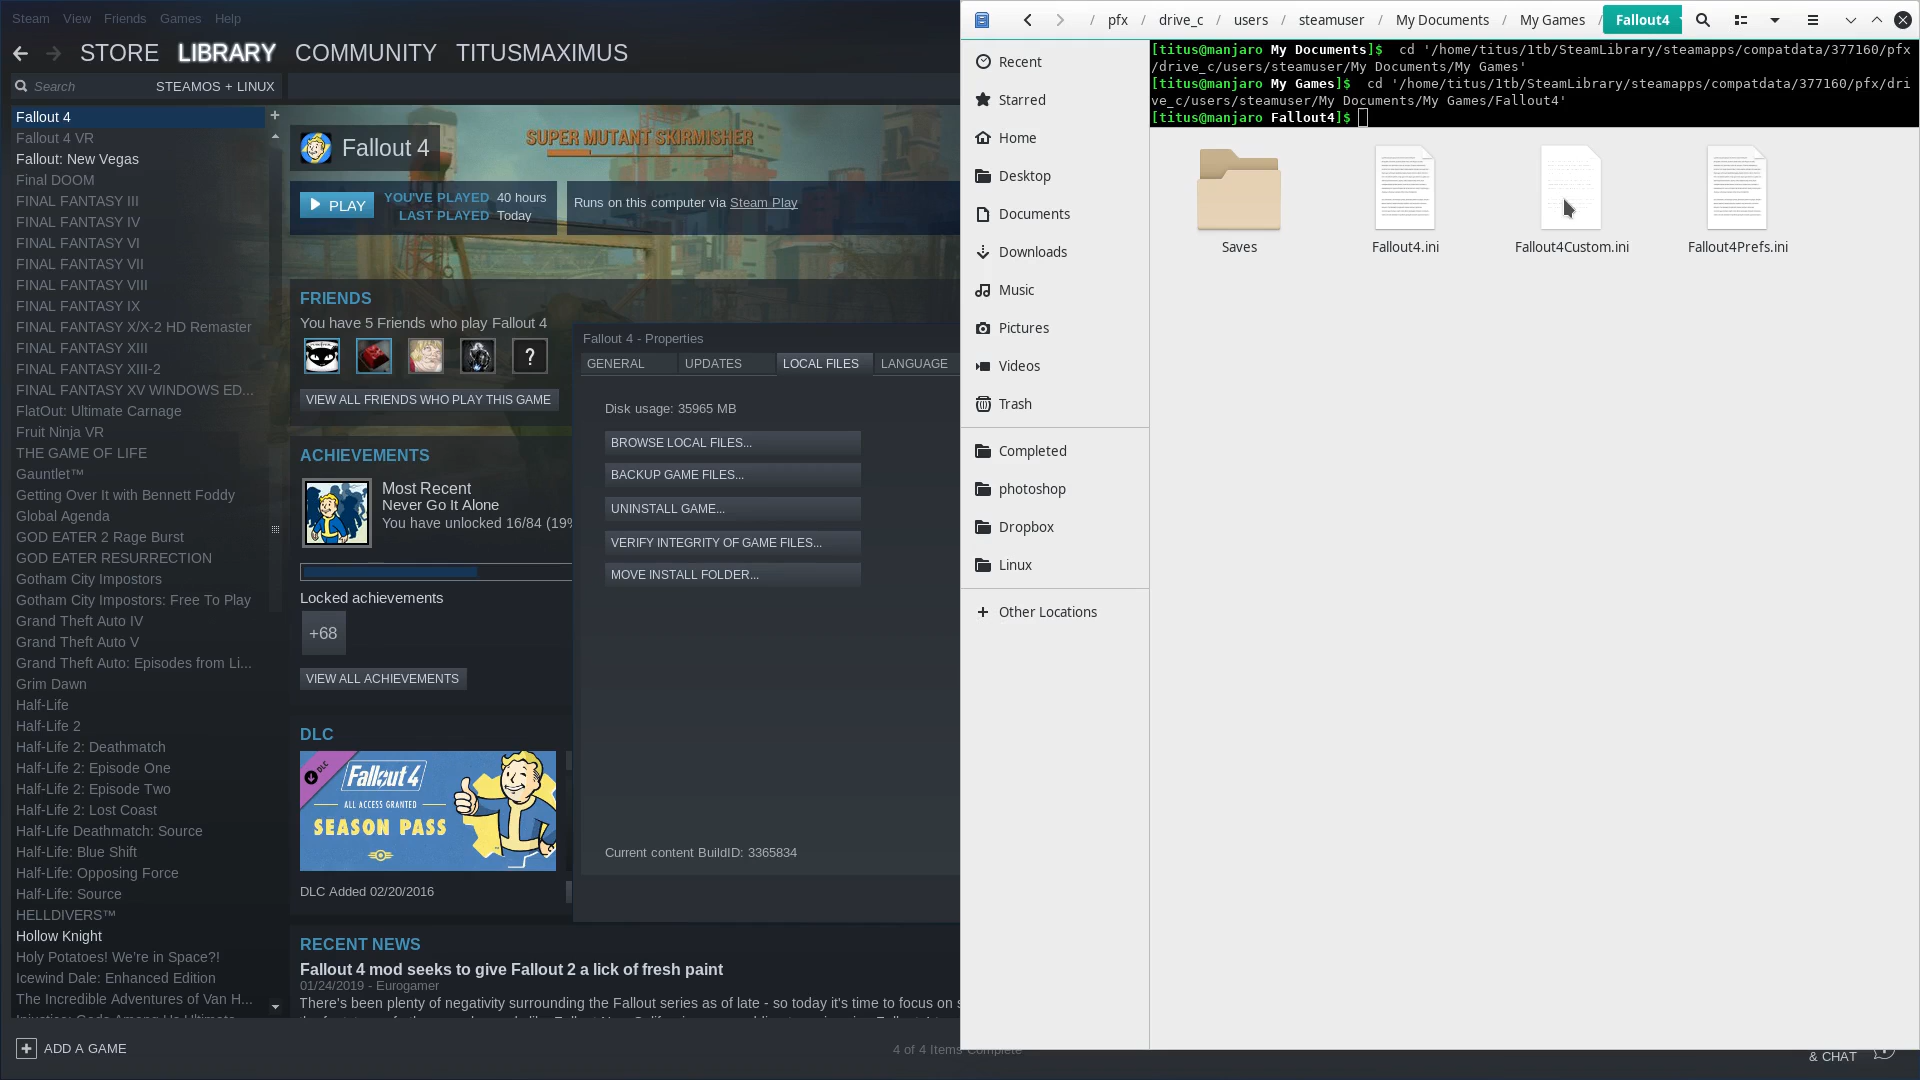 Steam View Friends Games Help
STORE LIBRARY COMMUNITY TITUSMAXIMUS
Search
STEAMOS + LINUX
Fallout 4
Fallout 4 VR
Fallout: New Vegas
Final DOOM
FINAL FANTASY III
FINAL FANTASY IV
FINAL FANTASY VI
FINAL FANTASY VII
FINAL FANTASY VIII
FINAL FANTASY IX
FINAL FANTASY X/X-2 HD Remaster
FINAL FANTASY XIII
FINAL FANTASY XIII-2
FINAL FANTASY XV WINDOWS ED...
FlatOut: Ultimate Carnage
Fruit Ninja VR
THE GAME OF LIFE
Gauntlet™
Getting Over It with Bennett Foddy
Global Agenda
GOD EATER 2 Rage Burst
GOD EATER RESURRECTION
Gotham City Impostors
Gotham City Impostors: Free To Play
Grand Theft Auto IV
Grand Theft Auto V
Grand Theft Auto: Episodes from Li...
Grim Dawn
Half-Life
Half-Life 2
Half-Life 2: Deathmatch
Half-Life 2: Episode One
Half-Life 2: Episode Two
Half-Life 2: Lost Coast
Half-Life Deathmatch: Source
Half-Life: Blue Shift
Half-Life: Opposing Force
Half-Life: Source
HELLDIVERS™
Hollow Knight
Holy Potatoes! We're in Space?!
Icewind Dale: Enhanced Edition
The Incredible Adventures of Van H...
ADD A GAME
Fallout 4
SUPER MUTANT SKIRMISHER
PLAY
YOU'VE PLAYED 40 hours
LAST PLAYED Today
Runs on this computer via Steam Play
FRIENDS
You have 5 Friends who play Fallout 4
?
VIEW ALL FRIENDS WHO PLAY THIS GAME
ACHIEVEMENTS
Most Recent
Never Go It Alone
You have unlocked 16/84 (19%
Locked achievements
+68
VIEW ALL ACHIEVEMENTS
DLC
DLC
Fallout 4
ALL ACCESS GRANTED
SEASON PASS
DLC Added 02/20/2016
RECENT NEWS
Fallout 4 mod seeks to give Fallout 2 a lick of fresh paint
01/24/2019 - Eurogamer
There's been plenty of negativity surrounding the Fallout series as of late - so today it's time to focus on s
4 of 4 Items Complete
& CHAT
Fallout 4 - Properties
GENERAL UPDATES LOCAL FILES LANGUAGE
Disk usage: 35965 MB
BROWSE LOCAL FILES...
BACKUP GAME FILES...
UNINSTALL GAME...
VERIFY INTEGRITY OF GAME FILES...
MOVE INSTALL FOLDER...
Current content BuildID: 3365834
/ pfx / drive_c / users / steamuser / My Documents / My Games / Fallout4
Recent
Starred
Home
Desktop
Documents
Downloads
Music
Pictures
Videos
Trash
Completed
photoshop
Dropbox
Linux
Other Locations
[titus@manjaro My Documents]$  cd '/home/titus/1tb/SteamLibrary/steamapps/compatdata/377160/pfx
/drive_c/users/steamuser/My Documents/My Games'
[titus@manjaro My Games]$  cd '/home/titus/1tb/SteamLibrary/steamapps/compatdata/377160/pfx/dri
ve_c/users/steamuser/My Documents/My Games/Fallout4'
[titus@manjaro Fallout4]$
Saves
Fallout4.ini
Fallout4Custom.ini
Fallout4Prefs.ini